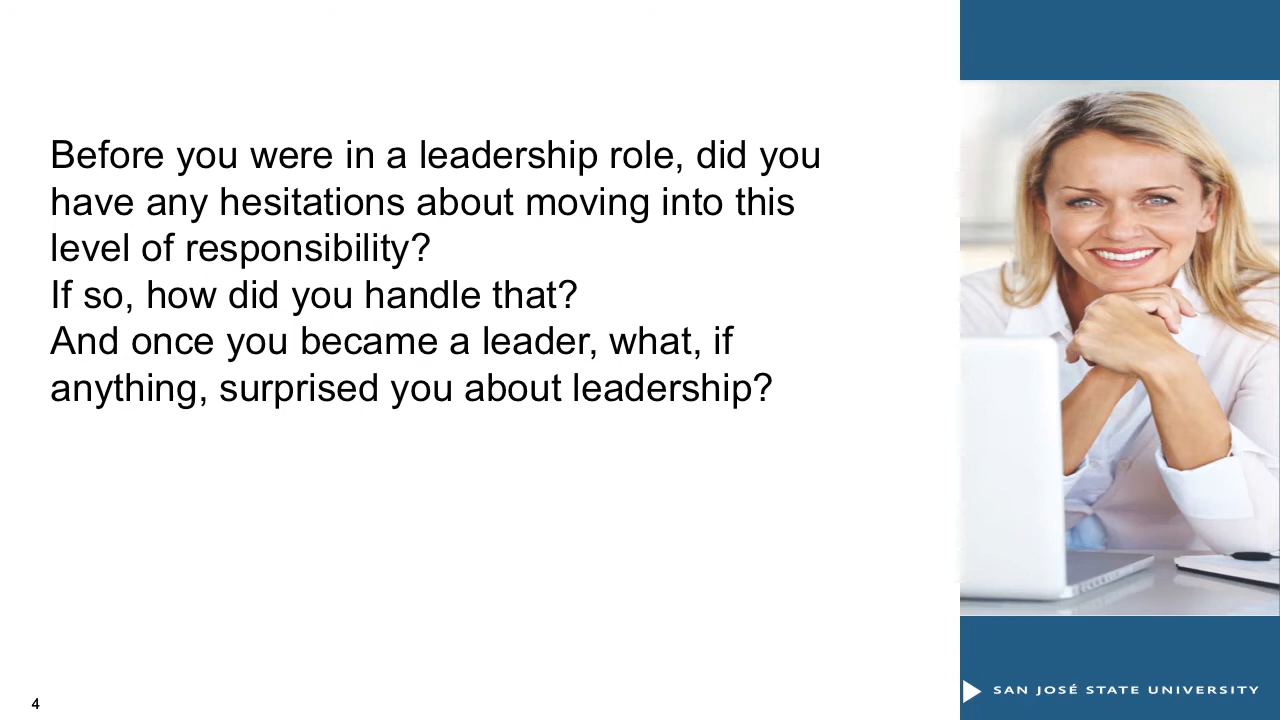 Before you were in a leadership role, did you
have any hesitations about moving into this
level of responsibility?
If so, how did you handle that?
And once you became a leader, what, if
anything, surprised you about leadership?
4
SAN JOSÉ STATE UNIVERSITY